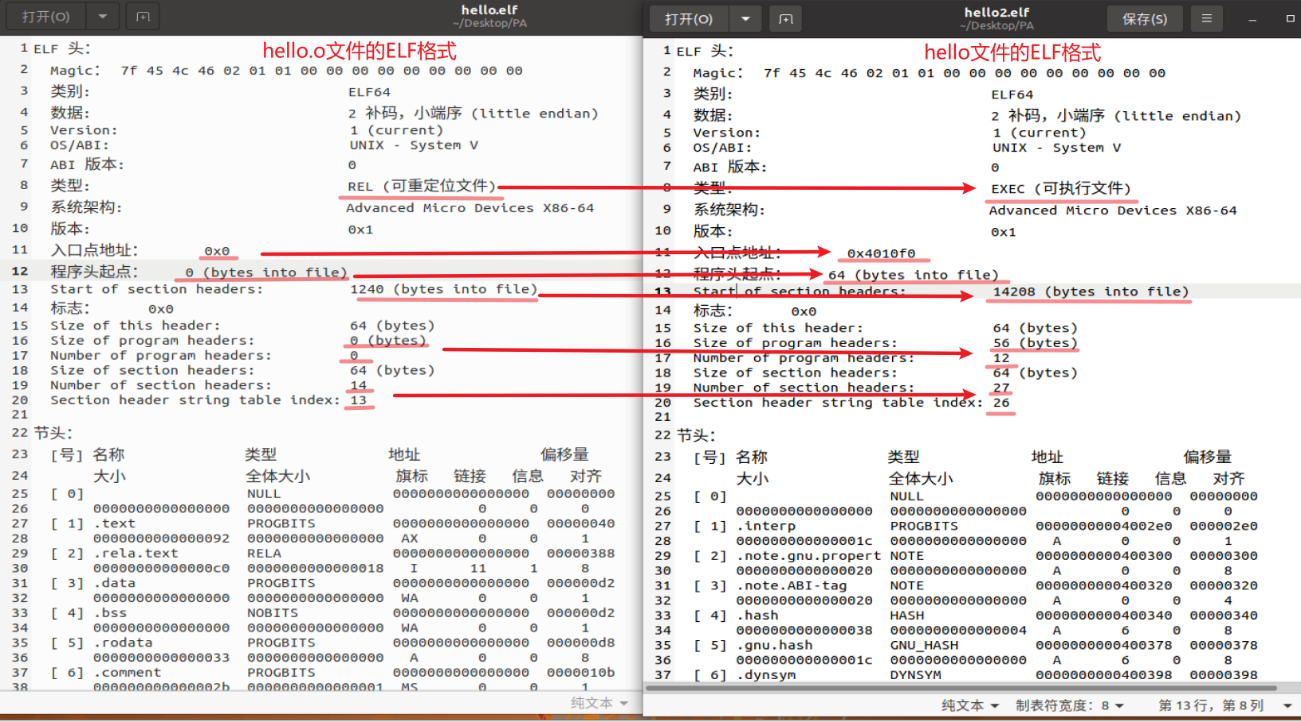 打开(O)
hello.elf
~/Desktop/PA
hello.o文件的ELF格式
1 ELF 头：
2 Magic： 7f 45 4c 46 02 01 01 00 00 00 00 00 00 00 00 00
3 类别: ELF64
4 数据: 2 补码，小端序 (little endian)
5 Version: 1 (current)
6 OS/ABI: UNIX - System V
7 ABI 版本: 0
8 类型: REL (可重定位文件)
9 系统架构: Advanced Micro Devices X86-64
10 版本: 0x1
11 入口点地址： 0x0
12 程序头起点： 0 (bytes into file)
13 Start of section headers: 1240 (bytes into file)
14 标志： 0x0
15 Size of this header: 64 (bytes)
16 Size of program headers: 0 (bytes)
17 Number of program headers: 0
18 Size of section headers: 64 (bytes)
19 Number of section headers: 14
20 Section header string table index: 13
21
22 节头：
23 [号] 名称 类型 地址 偏移量
24 大小 全体大小 旗标 链接 信息 对齐
25 [ 0] NULL 0000000000000000 00000000
26 0000000000000000 0000000000000000 0 0 0
27 [ 1] .text PROGBITS 0000000000000000 00000040
28 0000000000000092 0000000000000000 AX 0 0 1
29 [ 2] .rela.text RELA 0000000000000000 00000388
30 00000000000000c0 0000000000000018 I 11 1 8
31 [ 3] .data PROGBITS 0000000000000000 000000d2
32 0000000000000000 0000000000000000 WA 0 0 1
33 [ 4] .bss NOBITS 0000000000000000 000000d2
34 0000000000000000 0000000000000000 WA 0 0 1
35 [ 5] .rodata PROGBITS 0000000000000000 000000d8
36 0000000000000033 0000000000000000 A 0 0 8
37 [ 6] .comment PROGBITS 0000000000000000 0000010b
38 000000000000002b 0000000000000001 MS 0 0 1
纯文本
打开(O)
hello2.elf
~/Desktop/PA
保存(S)
hello文件的ELF格式
1 ELF 头：
2 Magic： 7f 45 4c 46 02 01 01 00 00 00 00 00 00 00 00 00
3 类别: ELF64
4 数据: 2 补码，小端序 (little endian)
5 Version: 1 (current)
6 OS/ABI: UNIX - System V
7 ABI 版本: 0
8 类型: EXEC (可执行文件)
9 系统架构: Advanced Micro Devices X86-64
10 版本: 0x1
11 入口点地址： 0x4010f0
12 程序头起点： 64 (bytes into file)
13 Start of section headers: 14208 (bytes into file)
14 标志： 0x0
15 Size of this header: 64 (bytes)
16 Size of program headers: 56 (bytes)
17 Number of program headers: 12
18 Size of section headers: 64 (bytes)
19 Number of section headers: 27
20 Section header string table index: 26
21
22 节头：
23 [号] 名称 类型 地址 偏移量
24 大小 全体大小 旗标 链接 信息 对齐
25 [ 0] NULL 0000000000000000 00000000
26 0000000000000000 0000000000000000 0 0 0
27 [ 1] .interp PROGBITS 00000000004002e0 000002e0
28 000000000000001c 0000000000000000 A 0 0 1
29 [ 2] .note.gnu.propert NOTE 0000000000400300 00000300
30 0000000000000020 0000000000000000 A 0 0 8
31 [ 3] .note.ABI-tag NOTE 0000000000400320 00000320
32 0000000000000020 0000000000000000 A 0 0 4
33 [ 4] .hash HASH 0000000000400340 00000340
34 0000000000000038 0000000000000004 A 6 0 8
35 [ 5] .gnu.hash GNU_HASH 0000000000400378 00000378
36 000000000000001c 0000000000000000 A 6 0 8
37 [ 6] .dynsym DYNSYM 0000000000400398 00000398
纯文本 制表符宽度：8 第 13 行，第 8 列